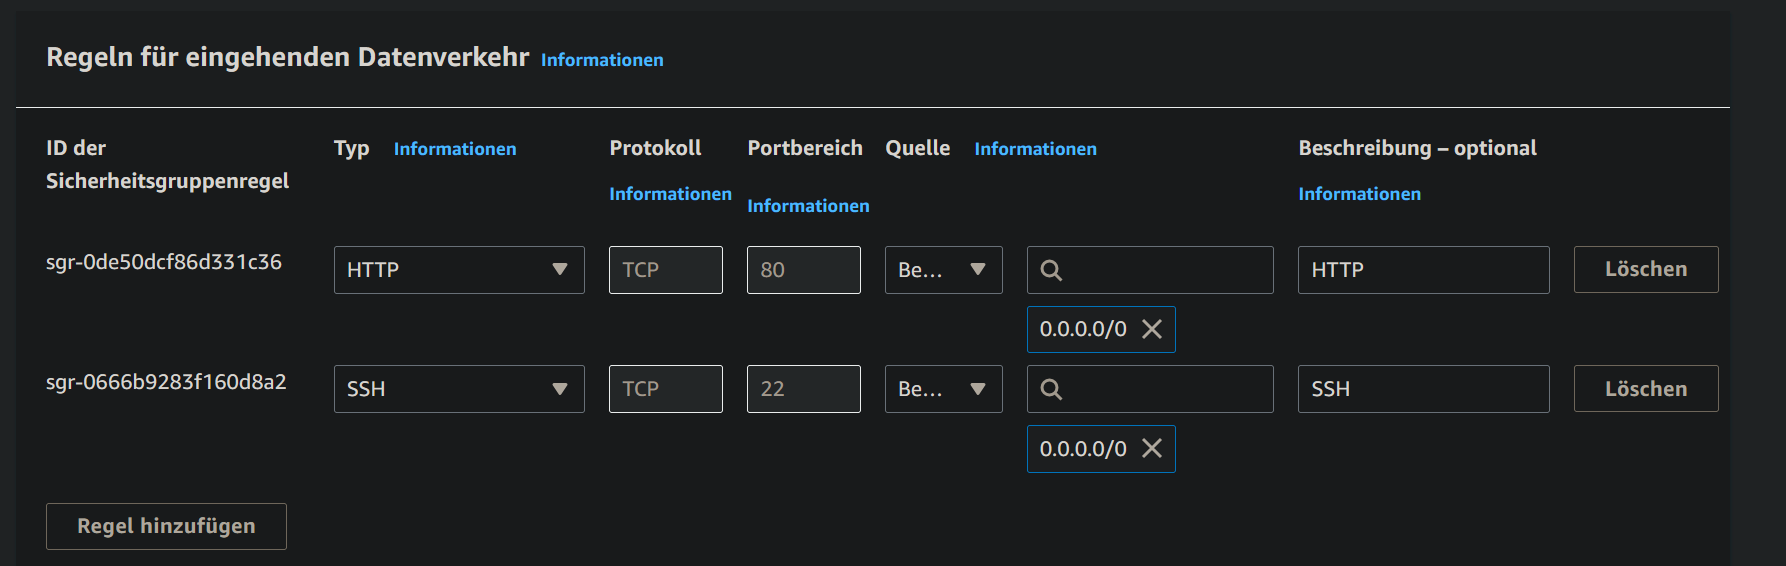 Regeln für eingehenden Datenverkehr Informationen
ID der Sicherheitsgruppenregel
Typ Informationen
Protokoll Informationen
Portbereich Informationen
Quelle Informationen
Beschreibung – optional Informationen
sgr-0de50dcf86d331c36 HTTP TCP 80 Be... HTTP Löschen
0.0.0.0/0
sgr-0666b9283f160d8a2 SSH TCP 22 Be... SSH Löschen
0.0.0.0/0
Regel hinzufügen